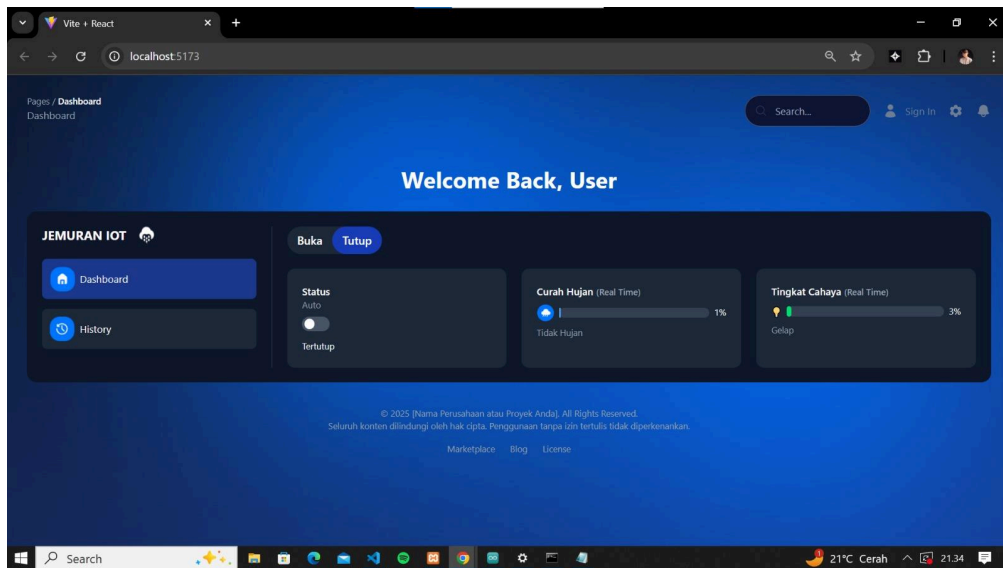 Vite + React
localhost:5173
Pages / Dashboard
Dashboard
Search...
Sign In
Welcome Back, User
JEMURAN IOT
Dashboard
History
Buka
Tutup
Status
Auto
Tertutup
Curah Hujan (Real Time)
1%
Tidak Hujan
Tingkat Cahaya (Real Time)
3%
Gelap
© 2025 [Nama Perusahaan atau Proyek Anda]. All Rights Reserved.
Seluruh konten dilindungi oleh hak cipta. Penggunaan tanpa izin tertulis tidak diperkenankan.
Marketplace Blog License
Search
21°C Cerah
21.34